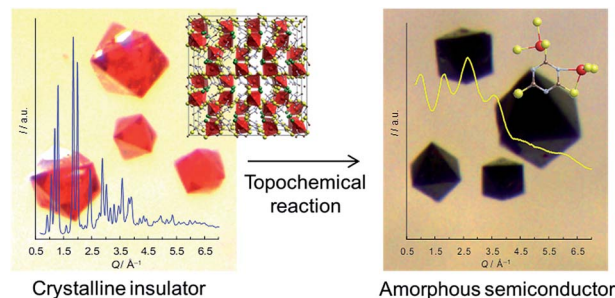 I / a.u.
0.5 1.5 2.5 3.5 4.5 5.5 6.5
Q/ Å⁻¹
Crystalline insulator
Topochemical
reaction
I / a.u.
0.5 1.5 2.5 3.5 4.5 5.5 6.5
Q/ Å⁻¹
Amorphous semiconductor